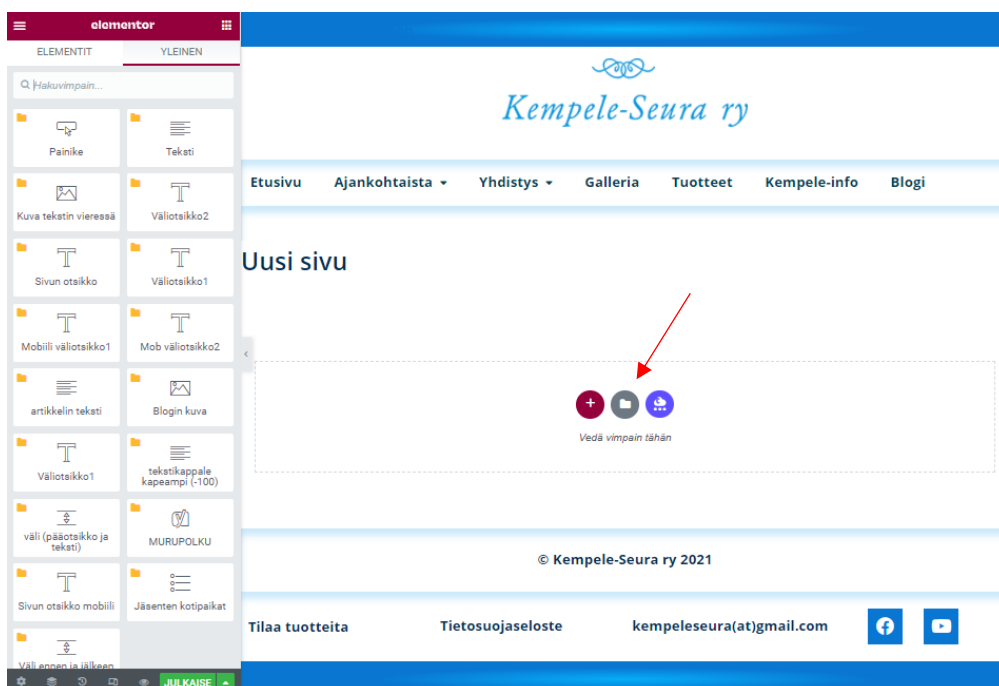 elementor
ELEMENTIT YLEINEN
Hakuvimpain...
Painike Teksti
Kuva tekstin vieressä Väliotsikko2
Sivun otsikko Väliotsikko1
Mobiili väliotsikko1 Mob väliotsikko2
artikkelin teksti Blogin kuva
Väliotsikko1 tekstikappale
kapeampi (-100)
väli (pääotsikko ja
teksti)
MURUPOLKU
Sivun otsikko mobiili Jäsenten kotipaikat
Väli ennen ja jälkeen
JULKAISE
Kempele-Seura ry
Etusivu Ajankohtaista Yhdistys Galleria Tuotteet Kempele-info Blogi
Uusi sivu
Vedä vimpain tähän
© Kempele-Seura ry 2021
Tilaa tuotteita Tietosuojaseloste kempeleseura(at)gmail.com